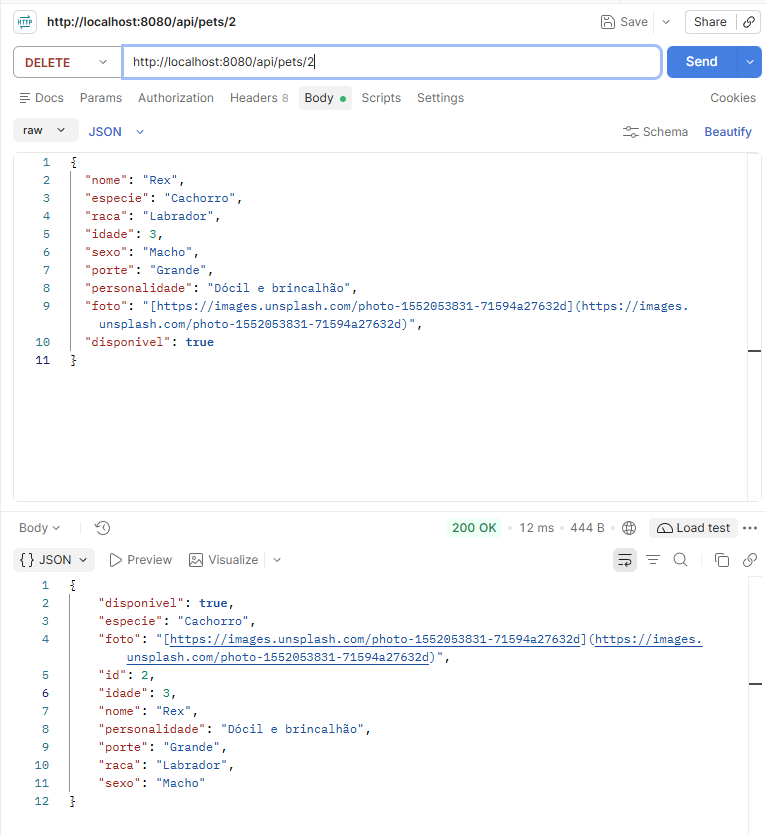 HTTP http://localhost:8080/api/pets/2 Save Share
DELETE http://localhost:8080/api/pets/2 Send
Docs Params Authorization Headers 8 Body Scripts Settings Cookies
raw JSON Schema Beautify
1 {
2 "nome": "Rex",
3 "especie": "Cachorro",
4 "raca": "Labrador",
5 "idade": 3,
6 "sexo": "Macho",
7 "porte": "Grande",
8 "personalidade": "Dócil e brincalhão",
9 "foto": "[https://images.unsplash.com/photo-1552053831-71594a27632d](https://images.
unsplash.com/photo-1552053831-71594a27632d)",
10 "disponivel": true
11 }
Body 200 OK • 12 ms • 444 B Load test
{} JSON Preview Visualize
1 {
2 "disponivel": true,
3 "especie": "Cachorro",
4 "foto": "[https://images.unsplash.com/photo-1552053831-71594a27632d](https://images.
unsplash.com/photo-1552053831-71594a27632d)",
5 "id": 2,
6 "idade": 3,
7 "nome": "Rex",
8 "personalidade": "Dócil e brincalhão",
9 "porte": "Grande",
10 "raca": "Labrador",
11 "sexo": "Macho"
12 }